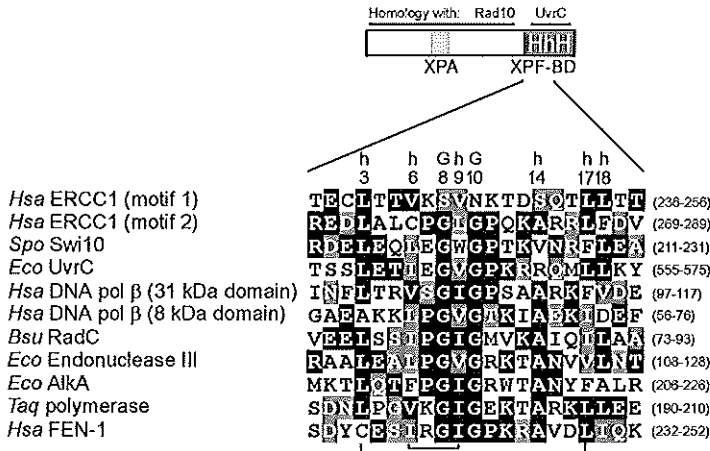 Homology with: Rad10 UvrC
HhH
XPA XPF-BD
h h G h G h h h
3 6 8 9 10 14 17 18
Hsa ERCC1 (motif 1) TECLTTVKSVNKTDSQTLLTT (236-256)
Hsa ERCC1 (motif 2) REDLALCPGIGPQKARRLFDV (269-289)
Spo Swi10 RDELEQLEGWGPTKVNRFLEA (211-231)
Eco UvrC TSSLETIEGVGPKRRQMLLKY (555-575)
Hsa DNA pol β (31 kDa domain) INFLTRVSGIGPSAARKFVDE (97-117)
Hsa DNA pol β (8 kDa domain) GAEAKKLPGVGTKIAEKIDEF (56-76)
Bsu RadC VEELSSIPGIGMVKAIQILAA (73-93)
Eco Endonuclease III RAALEALPGVGRKTANVVLNT (108-128)
Eco AlkA MKTLQTFPGIGRWTANYFALR (206-226)
Taq polymerase SDNLPGVKGIGEKTARKLLEE (190-210)
Hsa FEN-1 SDYCESIRGIGPKRAVDLIQK (232-252)